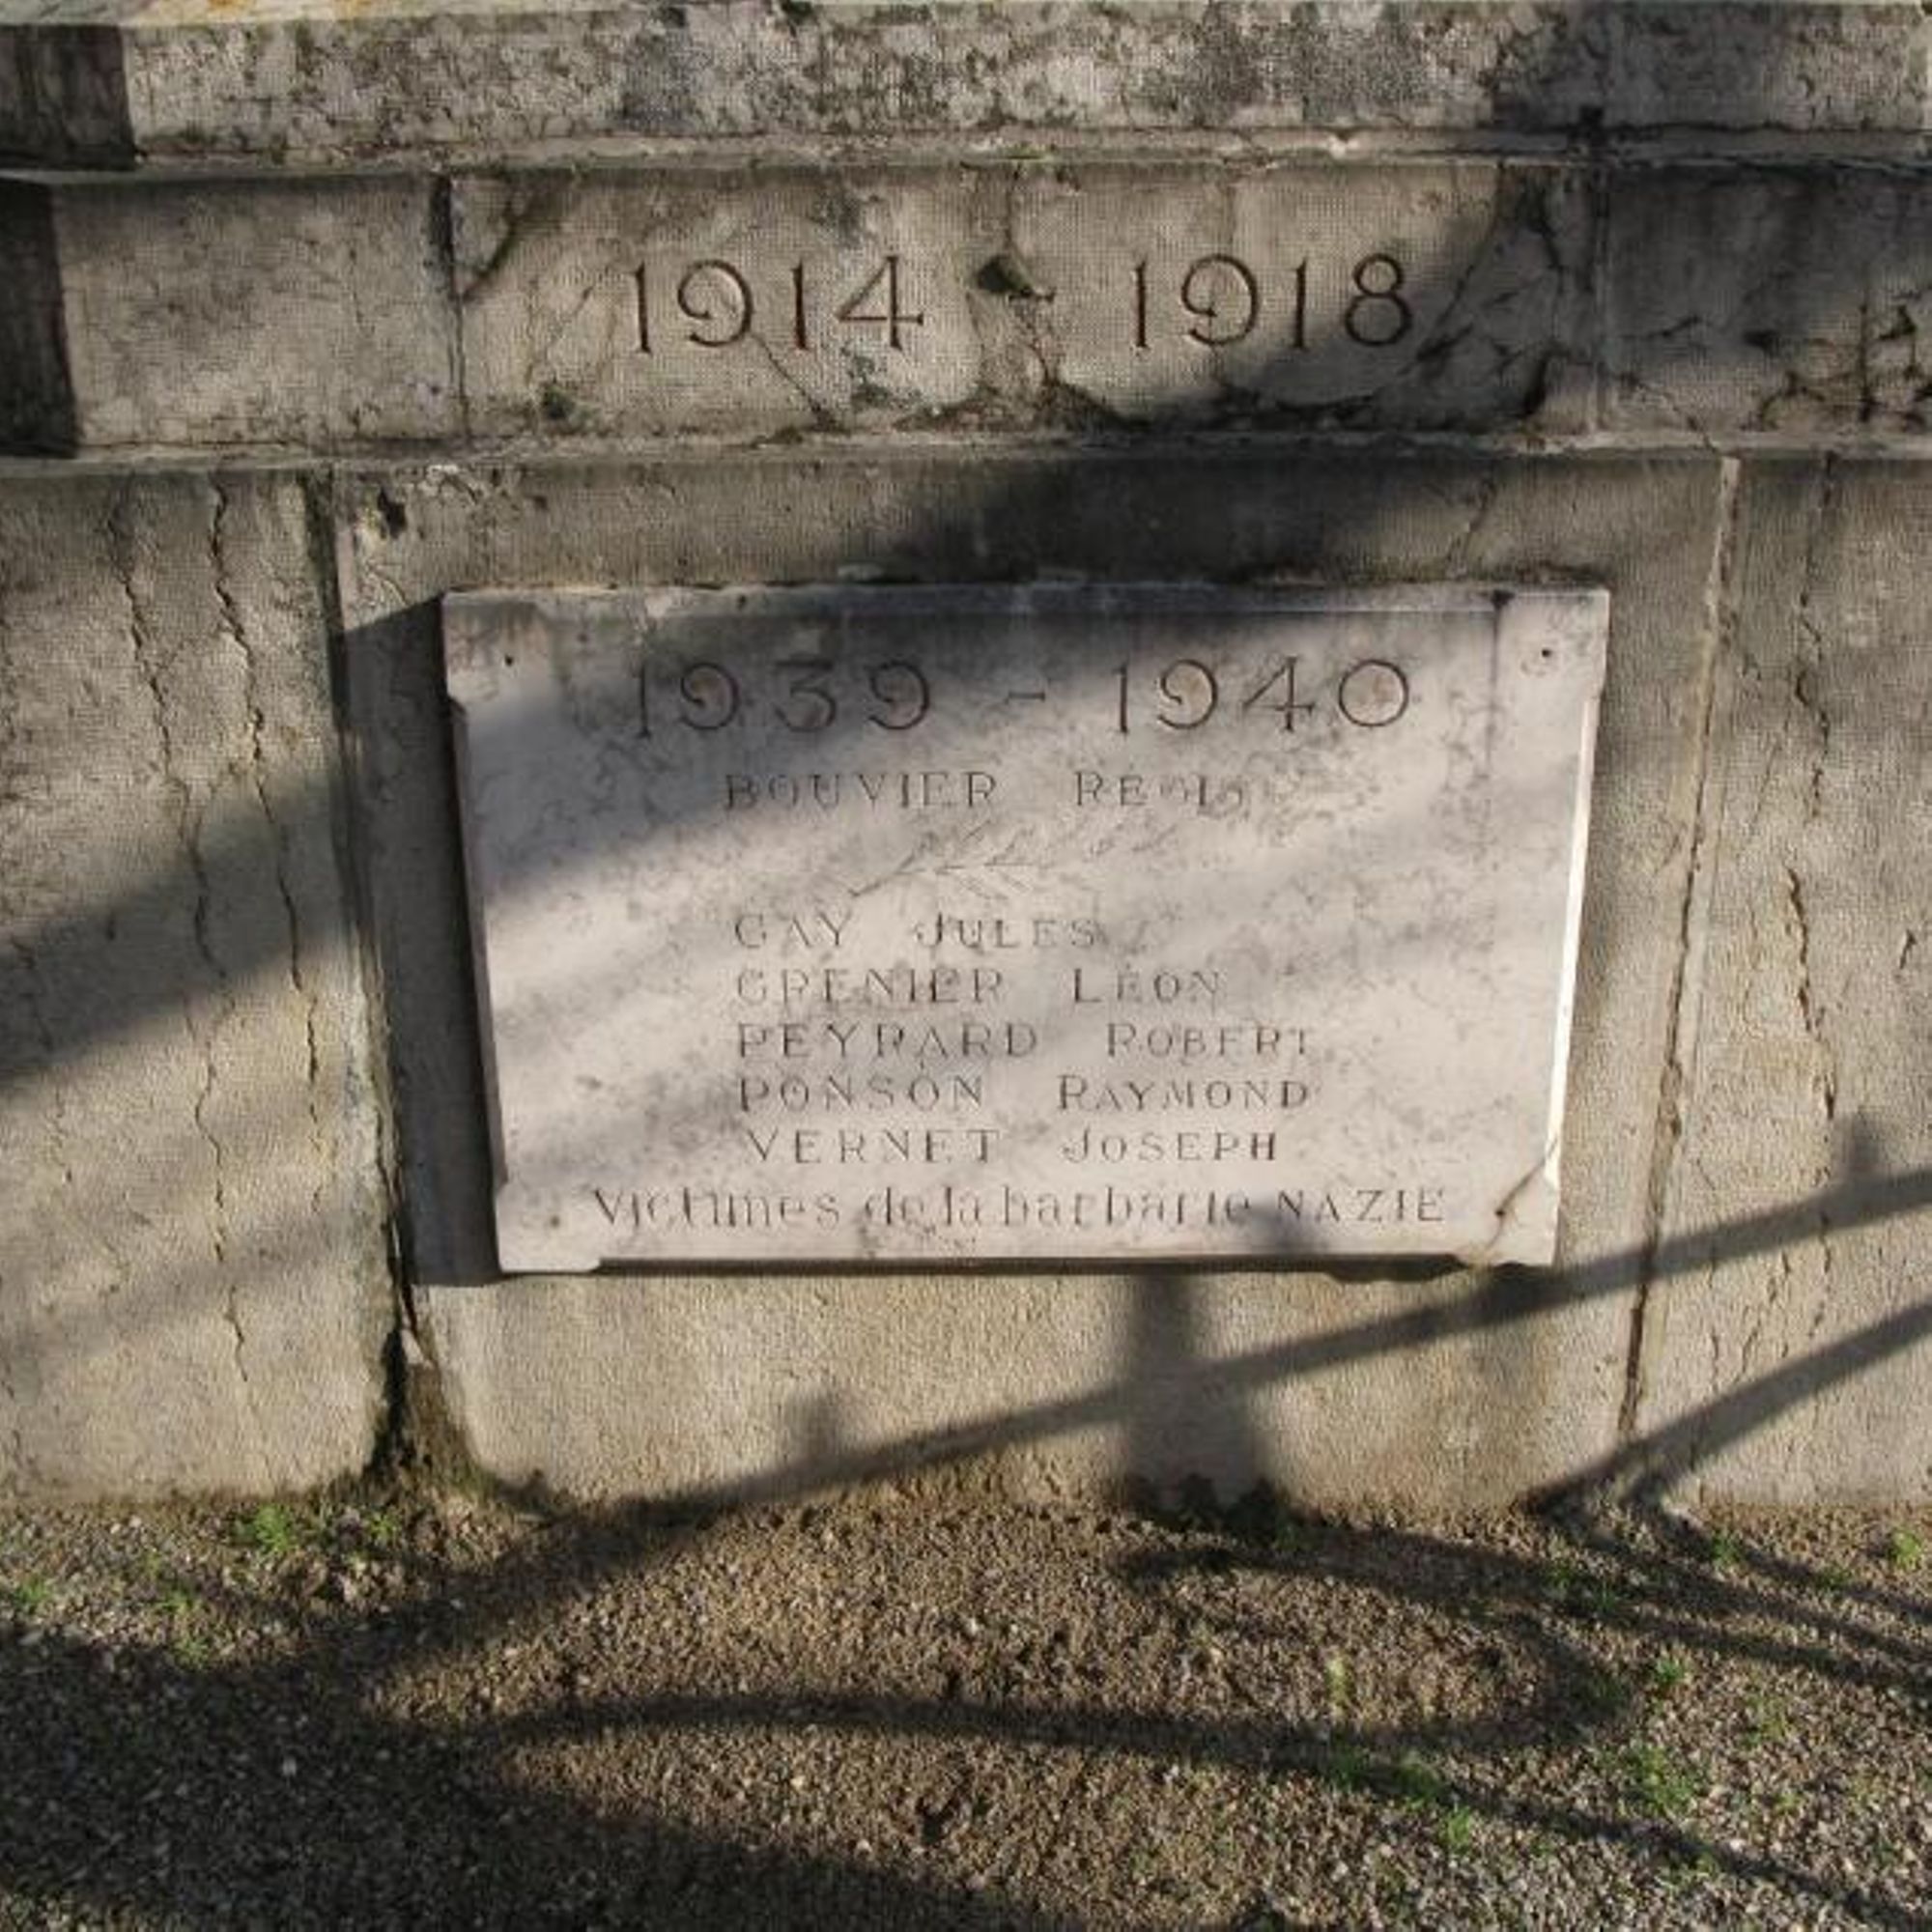 1914 - 1918
1939 - 1940
BOUVIER RÉGIS
GAY JULES
GRENIER LÉON
PEYRARD ROBERT
PONSON RAYMOND
VERNET JOSEPH
Victimes de la barbarie NAZIE